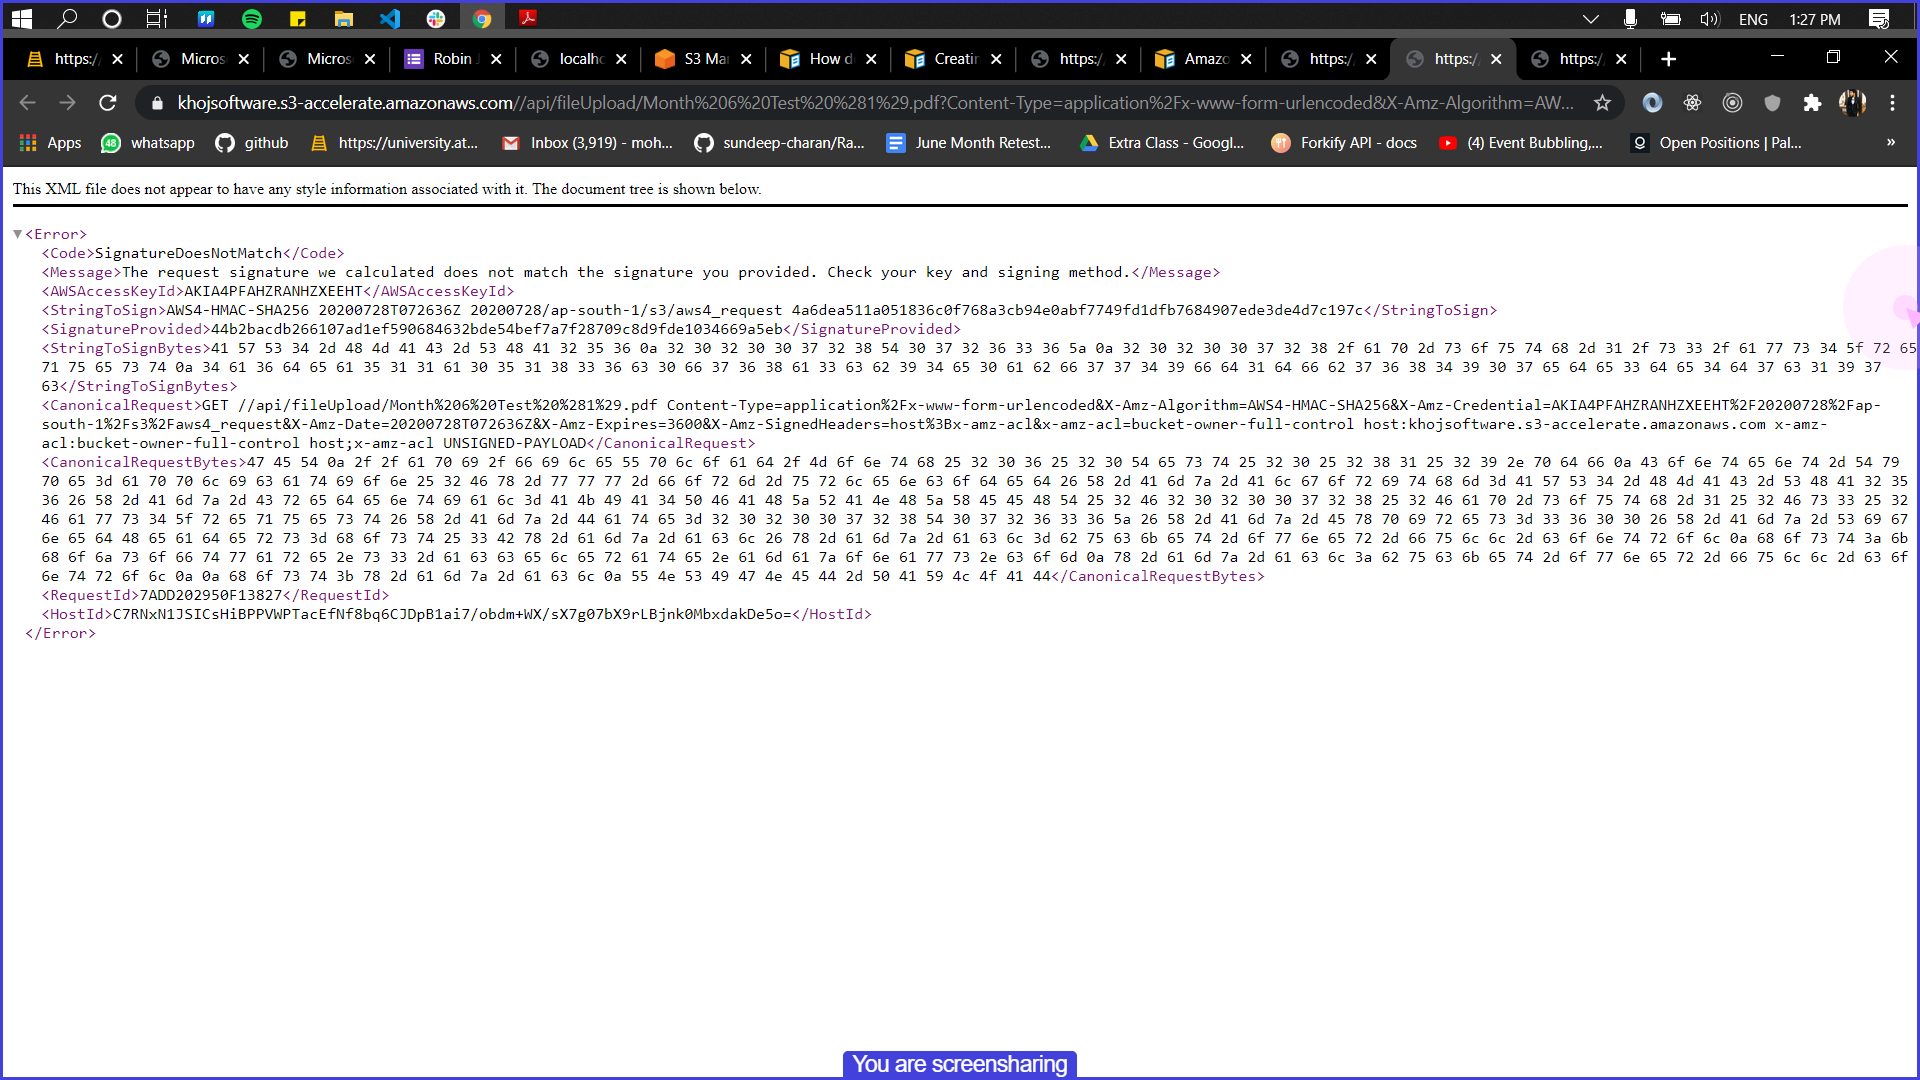 ENG 1:27 PM
https:/ Micros Micros Robin J localho S3 Mar How d Creatin https:/ Amazo https:/ https:/ https:/
khojsoftware.s3-accelerate.amazonaws.com//api/fileUpload/Month%206%20Test%20%281%29.pdf?Content-Type=application%2Fx-www-form-urlencoded&X-Amz-Algorithm=AW...
Apps whatsapp github https://university.at... Inbox (3,919) - moh... sundeep-charan/Ra... June Month Retest... Extra Class - Googl... Forkify API - docs (4) Event Bubbling,... Open Positions | Pal... »
This XML file does not appear to have any style information associated with it. The document tree is shown below.
<Error>
<Code>SignatureDoesNotMatch</Code>
<Message>The request signature we calculated does not match the signature you provided. Check your key and signing method.</Message>
<AWSAccessKeyId>AKIA4PFAHZRANHZXEEHT</AWSAccessKeyId>
<StringToSign>AWS4-HMAC-SHA256 20200728T072636Z 20200728/ap-south-1/s3/aws4_request 4a6dea511a051836c0f768a3cb94e0abf7749fd1dfb7684907ede3de4d7c197c</StringToSign>
<SignatureProvided>44b2bacdb266107ad1ef590684632bde54bef7a7f28709c8d9fde1034669a5eb</SignatureProvided>
<StringToSignBytes>41 57 53 34 2d 48 4d 41 43 2d 53 48 41 32 35 36 0a 32 30 32 30 30 37 32 38 54 30 37 32 36 33 36 5a 0a 32 30 32 30 30 37 32 38 2f 61 70 2d 73 6f 75 74 68 2d 31 2f 73 33 2f 61 77 73 34 5f 72 65
71 75 65 73 74 0a 34 61 36 64 65 61 35 31 31 61 30 35 31 38 33 36 63 30 66 37 36 38 61 33 63 62 39 34 65 30 61 62 66 37 37 34 39 66 64 31 64 66 62 37 36 38 34 39 30 37 65 64 65 33 64 65 34 64 37 63 31 39 37
63</StringToSignBytes>
<CanonicalRequest>GET //api/fileUpload/Month%206%20Test%20%281%29.pdf Content-Type=application%2Fx-www-form-urlencoded&X-Amz-Algorithm=AWS4-HMAC-SHA256&X-Amz-Credential=AKIA4PFAHZRANHZXEEHT%2F20200728%2Fap-
south-1%2Fs3%2Faws4_request&X-Amz-Date=20200728T072636Z&X-Amz-Expires=3600&X-Amz-SignedHeaders=host%3Bx-amz-acl&x-amz-acl=bucket-owner-full-control host:khojsoftware.s3-accelerate.amazonaws.com x-amz-
acl:bucket-owner-full-control host;x-amz-acl UNSIGNED-PAYLOAD</CanonicalRequest>
<CanonicalRequestBytes>47 45 54 0a 2f 2f 61 70 69 2f 66 69 6c 65 55 70 6c 6f 61 64 2f 4d 6f 6e 74 68 25 32 30 36 25 32 30 54 65 73 74 25 32 30 25 32 38 31 25 32 39 2e 70 64 66 0a 43 6f 6e 74 65 6e 74 2d 54 79
70 65 3d 61 70 70 6c 69 63 61 74 69 6f 6e 25 32 46 78 2d 77 77 77 2d 66 6f 72 6d 2d 75 72 6c 65 6e 63 6f 64 65 64 26 58 2d 41 6d 7a 2d 41 6c 67 6f 72 69 74 68 6d 3d 41 57 53 34 2d 48 4d 41 43 2d 53 48 41 32 35
36 26 58 2d 41 6d 7a 2d 43 72 65 64 65 6e 74 69 61 6c 3d 41 4b 49 41 34 50 46 41 48 5a 52 41 4e 48 5a 58 45 45 48 54 25 32 46 32 30 32 30 30 37 32 38 25 32 46 61 70 2d 73 6f 75 74 68 2d 31 25 32 46 73 33 25 32
46 61 77 73 34 5f 72 65 71 75 65 73 74 26 58 2d 41 6d 7a 2d 44 61 74 65 3d 32 30 32 30 30 37 32 38 54 30 37 32 36 33 36 5a 26 58 2d 41 6d 7a 2d 45 78 70 69 72 65 73 3d 33 36 30 30 26 58 2d 41 6d 7a 2d 53 69 67
6e 65 64 48 65 61 64 65 72 73 3d 68 6f 73 74 25 33 42 78 2d 61 6d 7a 2d 61 63 6c 26 78 2d 61 6d 7a 2d 61 63 6c 3d 62 75 63 6b 65 74 2d 6f 77 6e 65 72 2d 66 75 6c 6c 2d 63 6f 6e 74 72 6f 6c 0a 68 6f 73 74 3a 6b
68 6f 6a 73 6f 66 74 77 61 72 65 2e 73 33 2d 61 63 63 65 6c 65 72 61 74 65 2e 61 6d 61 7a 6f 6e 61 77 73 2e 63 6f 6d 0a 78 2d 61 6d 7a 2d 61 63 6c 3a 62 75 63 6b 65 74 2d 6f 77 6e 65 72 2d 66 75 6c 6c 2d 63 6f
6e 74 72 6f 6c 0a 0a 68 6f 73 74 3b 78 2d 61 6d 7a 2d 61 63 6c 0a 55 4e 53 49 47 4e 45 44 2d 50 41 59 4c 4f 41 44</CanonicalRequestBytes>
<RequestId>7ADD202950F13827</RequestId>
<HostId>C7RNxN1JSICsHiBPPVWPTacEfNf8bq6CJDpB1ai7/obdm+WX/sX7g07bX9rLBjnk0MbxdakDe5o=</HostId>
</Error>
You are screensharing